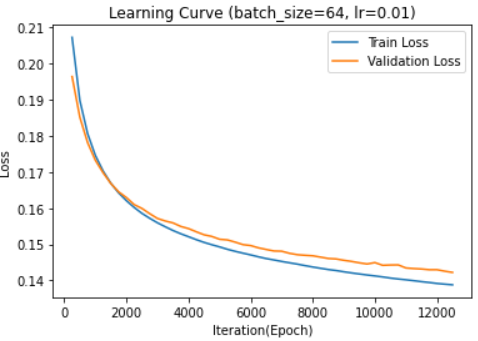 Learning Curve (batch_size=64, lr=0.01)
0.21
0.20
0.19
0.18
0.17
0.16
0.15
0.14
Loss
Train Loss
Validation Loss
0 2000 4000 6000 8000 10000 12000
Iteration(Epoch)